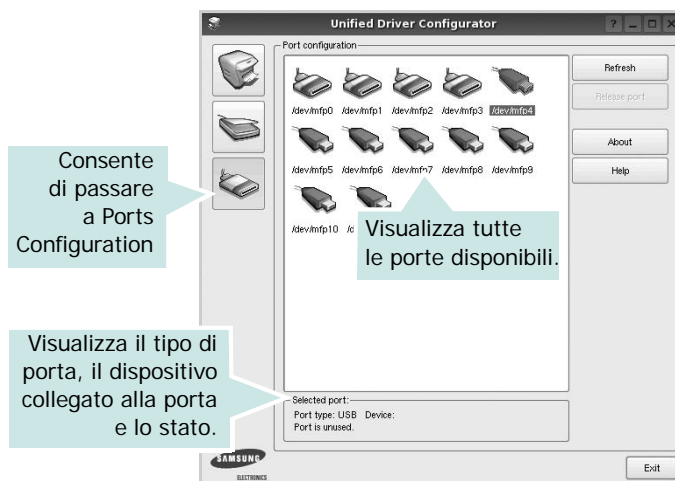 Unified Driver Configurator
Port configuration
/dev/mfp0 /dev/mfp1 /dev/mfp2 /dev/mfp3 /dev/mfp4
/dev/mfp5 /dev/mfp6 /dev/mfp7 /dev/mfp8 /dev/mfp9
/dev/mfp10
Refresh
Release port
About
Help
Consente
di passare
a Ports
Configuration
Visualizza tutte
le porte disponibili.
Visualizza il tipo di
porta, il dispositivo
collegato alla porta
e lo stato.
Selected port:
Port type: USB Device:
Port is unused.
SAMSUNG
ELECTRONICS
Exit